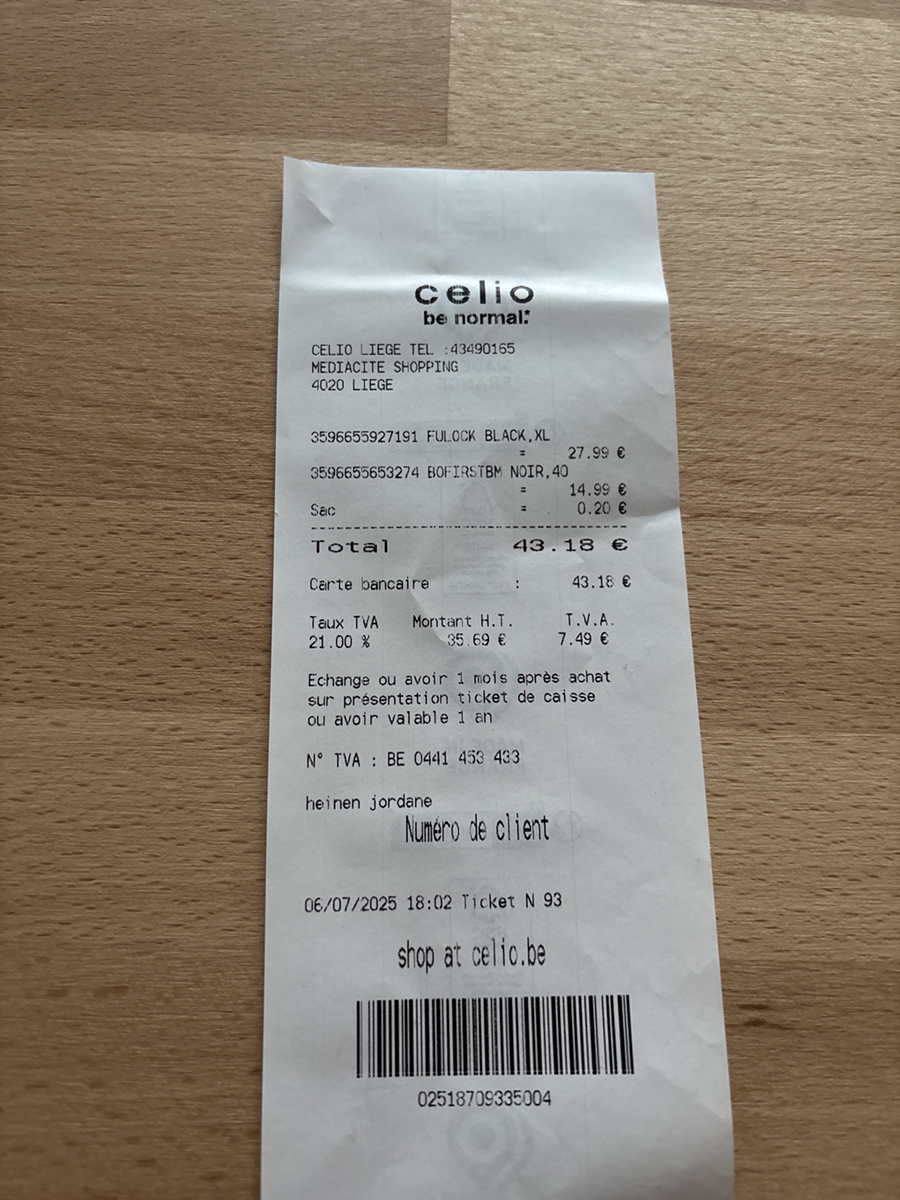 celio
be normal:
CELIO LIEGE TEL :43490165
MEDIACITE SHOPPING
4020 LIEGE
3596655927191 FULOCK BLACK,XL
= 27.99 €
3596655653274 BOFIRSTBM NOIR,40
= 14.99 €
Sac = 0.20 €
Total 43.18 €
Carte bancaire : 43.18 €
Taux TVA Montant H.T. T.V.A.
21.00 % 35.69 € 7.49 €
Echange ou avoir 1 mois après achat
sur présentation ticket de caisse
ou avoir valable 1 an
N° TVA : BE 0441 453 433
heinen jordane
Numéro de client
06/07/2025 18:02 Ticket N 93
shop at celio.be
02518709335004